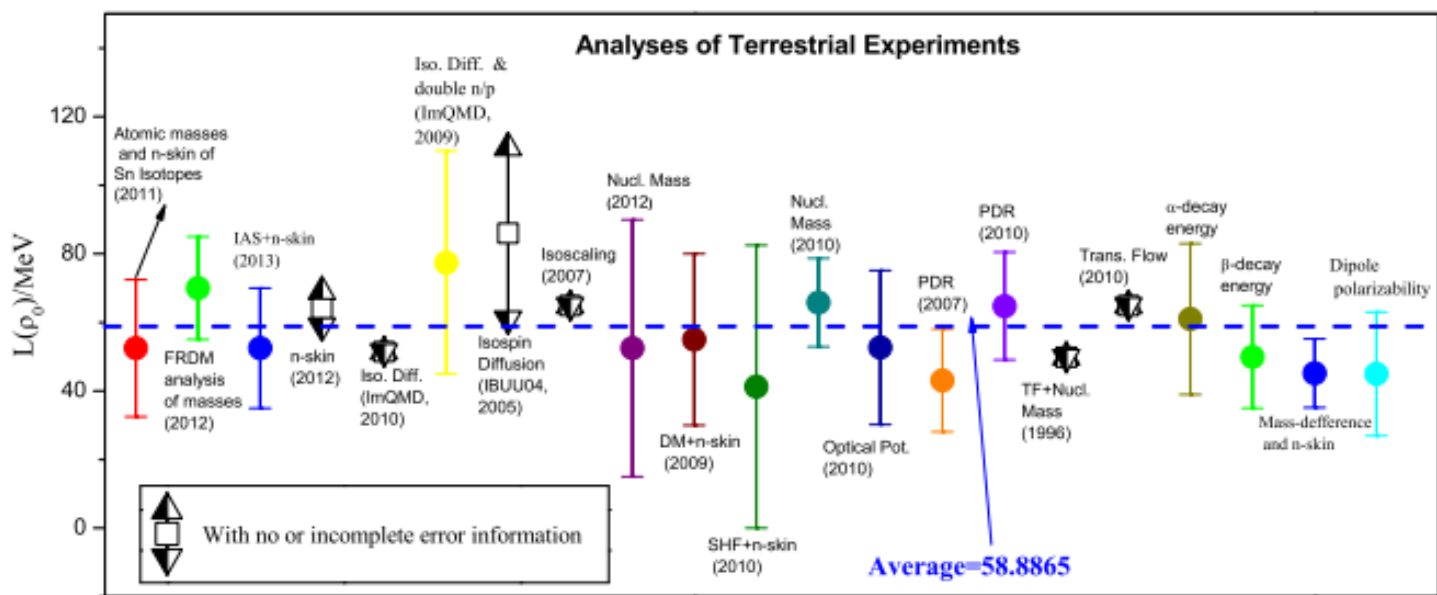 Analyses of Terrestrial Experiments
L(ρ₀)/MeV
120
80
40
0
Atomic masses
and n-skin of
Sn Isotopes
(2011)
FRDM
analysis
of masses
(2012)
IAS+n-skin
(2013)
n-skin
(2012)
Iso. Diff.
(ImQMD,
2010)
Iso. Diff. &
double n/p
(ImQMD,
2009)
Isospin
Diffusion
(IBUU04,
2005)
Isoscaling
(2007)
Nucl. Mass
(2012)
DM+n-skin
(2009)
SHF+n-skin
(2010)
Nucl.
Mass
(2010)
Optical Pot.
(2010)
PDR
(2007)
PDR
(2010)
TF+Nucl.
Mass
(1996)
Trans. Flow
(2010)
α-decay
energy
β-decay
energy
Mass-defference
and n-skin
Dipole
polarizability
With no or incomplete error information
Average=58.8865